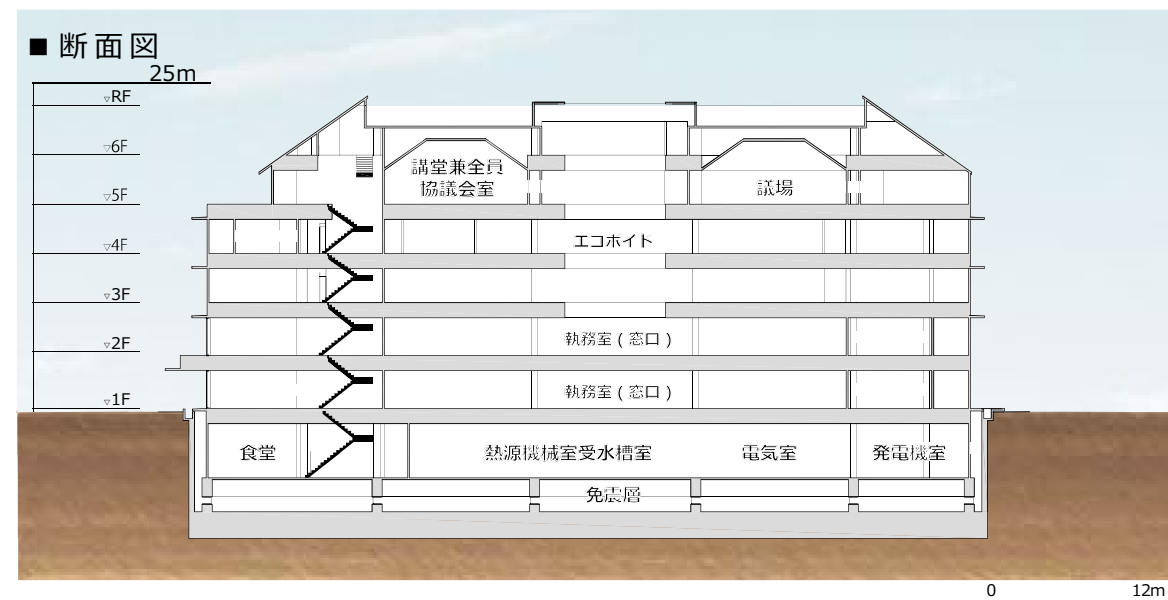 ■ 断面図
25m
▽RF
▽6F
▽5F
▽4F
▽3F
▽2F
▽1F
講堂兼全員
協議会室
議場
エコホイト
執務室 ( 窓口 )
執務室 ( 窓口 )
食堂
熱源機械室受水槽室
電気室
発電機室
免震層
0
12m